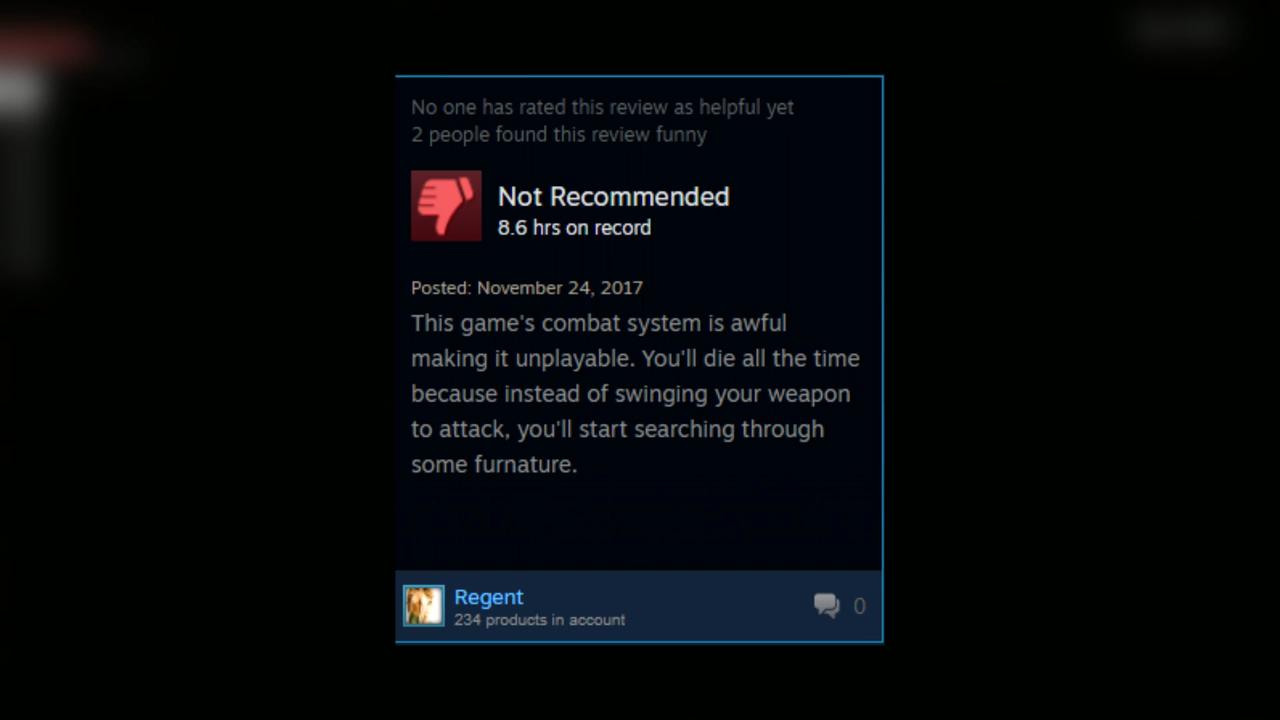 No one has rated this review as helpful yet
2 people found this review funny
Not Recommended
8.6 hrs on record
Posted: November 24, 2017
This game's combat system is awful
making it unplayable. You'll die all the time
because instead of swinging your weapon
to attack, you'll start searching through
some furnature.
Regent
234 products in account
0